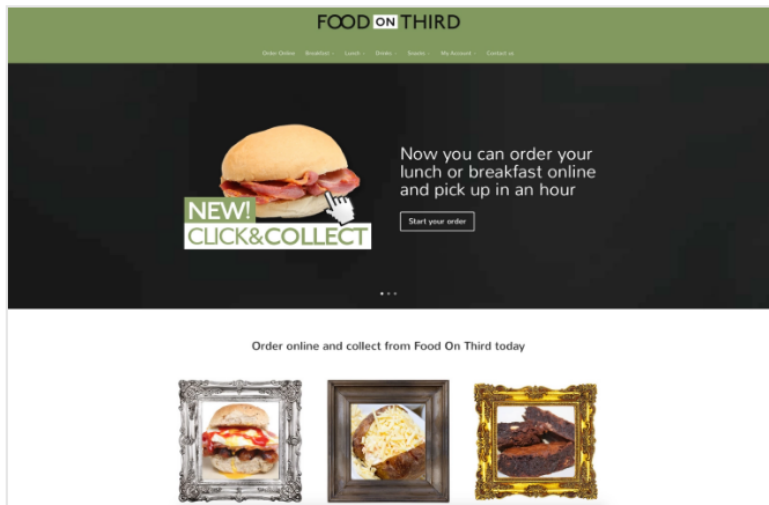 FOOD ON THIRD
Order Online Breakfast Lunch Drinks Sweets My Account Contact us
Now you can order your
lunch or breakfast online
and pick up in an hour
NEW!
CLICK&COLLECT
Start your order
Order online and collect from Food On Third today